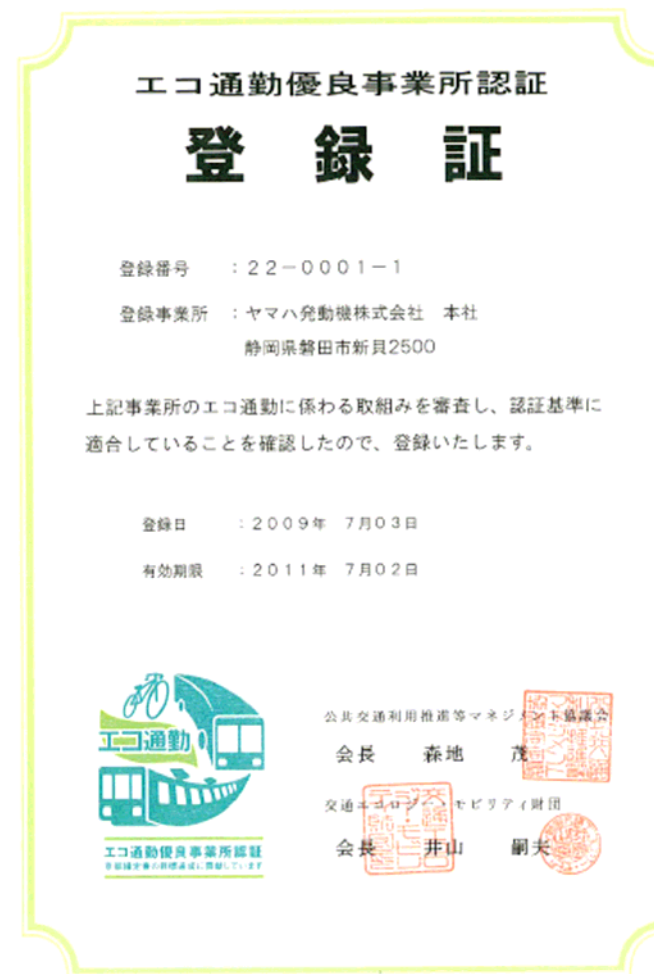 エコ通勤優良事業所認証
登録証
登録番号　：２２－０００１－１
登録事業所　：ヤマハ発動機株式会社　本社
静岡県磐田市新貝2500
上記事業所のエコ通勤に係わる取組みを審査し、認証基準に
適合していることを確認したので、登録いたします。
登録日　：２００９年　７月０３日
有効期限　：２０１１年　７月０２日
エコ通勤
エコ通勤優良事業所認証
公共交通利用推進等マネジメント協議会
会長　森地　茂
交通エコロジー・モビリティ財団
会長　井山　嗣夫